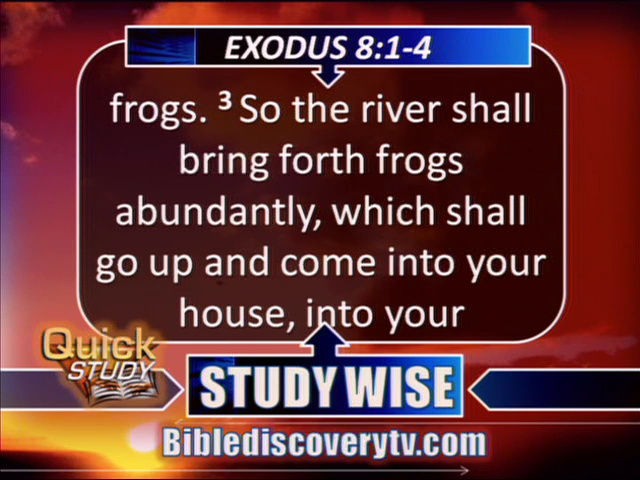 EXODUS 8:1-4
frogs. ³ So the river shall
bring forth frogs
abundantly, which shall
go up and come into your
house, into your
Quick
STUDY
STUDY WISE
Biblediscoverytv.com